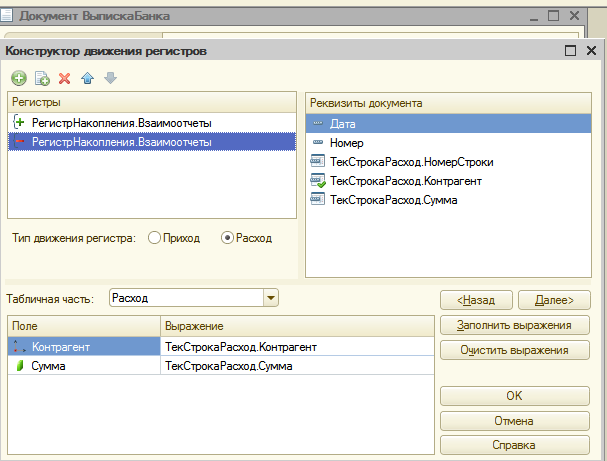 Документ ВыпискаБанка
Конструктор движения регистров
Регистры
РегистрНакопления.Взаимоотчеты
РегистрНакопления.Взаимоотчеты
Реквизиты документа
Дата
Номер
ТекСтрокаРасход.НомерСтроки
ТекСтрокаРасход.Контрагент
ТекСтрокаРасход.Сумма
Тип движения регистра: Приход Расход
Табличная часть: Расход
<Назад Далее>
Поле Выражение
Контрагент ТекСтрокаРасход.Контрагент
Сумма ТекСтрокаРасход.Сумма
Заполнить выражения
Очистить выражения
OK
Отмена
Справка